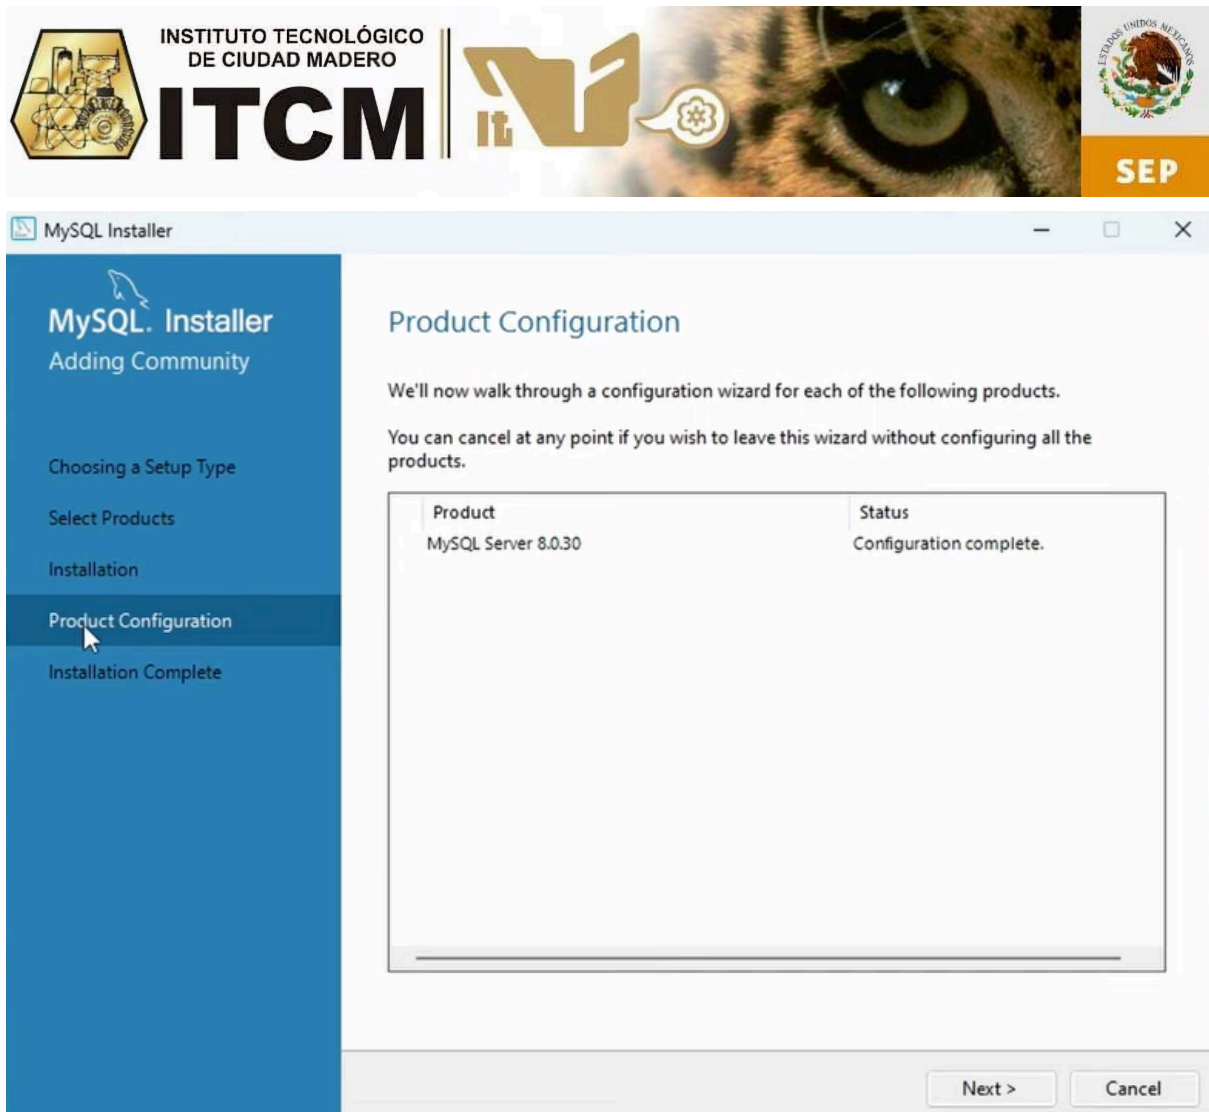 INSTITUTO TECNOLÓGICO
DE CIUDAD MADERO
ITCM
It
ESTADOS UNIDOS MEXICANOS
SEP
MySQL Installer
MySQL. Installer
Adding Community
Choosing a Setup Type
Select Products
Installation
Product Configuration
Installation Complete
Product Configuration
We'll now walk through a configuration wizard for each of the following products.
You can cancel at any point if you wish to leave this wizard without configuring all the
products.
Product Status
MySQL Server 8.0.30 Configuration complete.
Next > Cancel